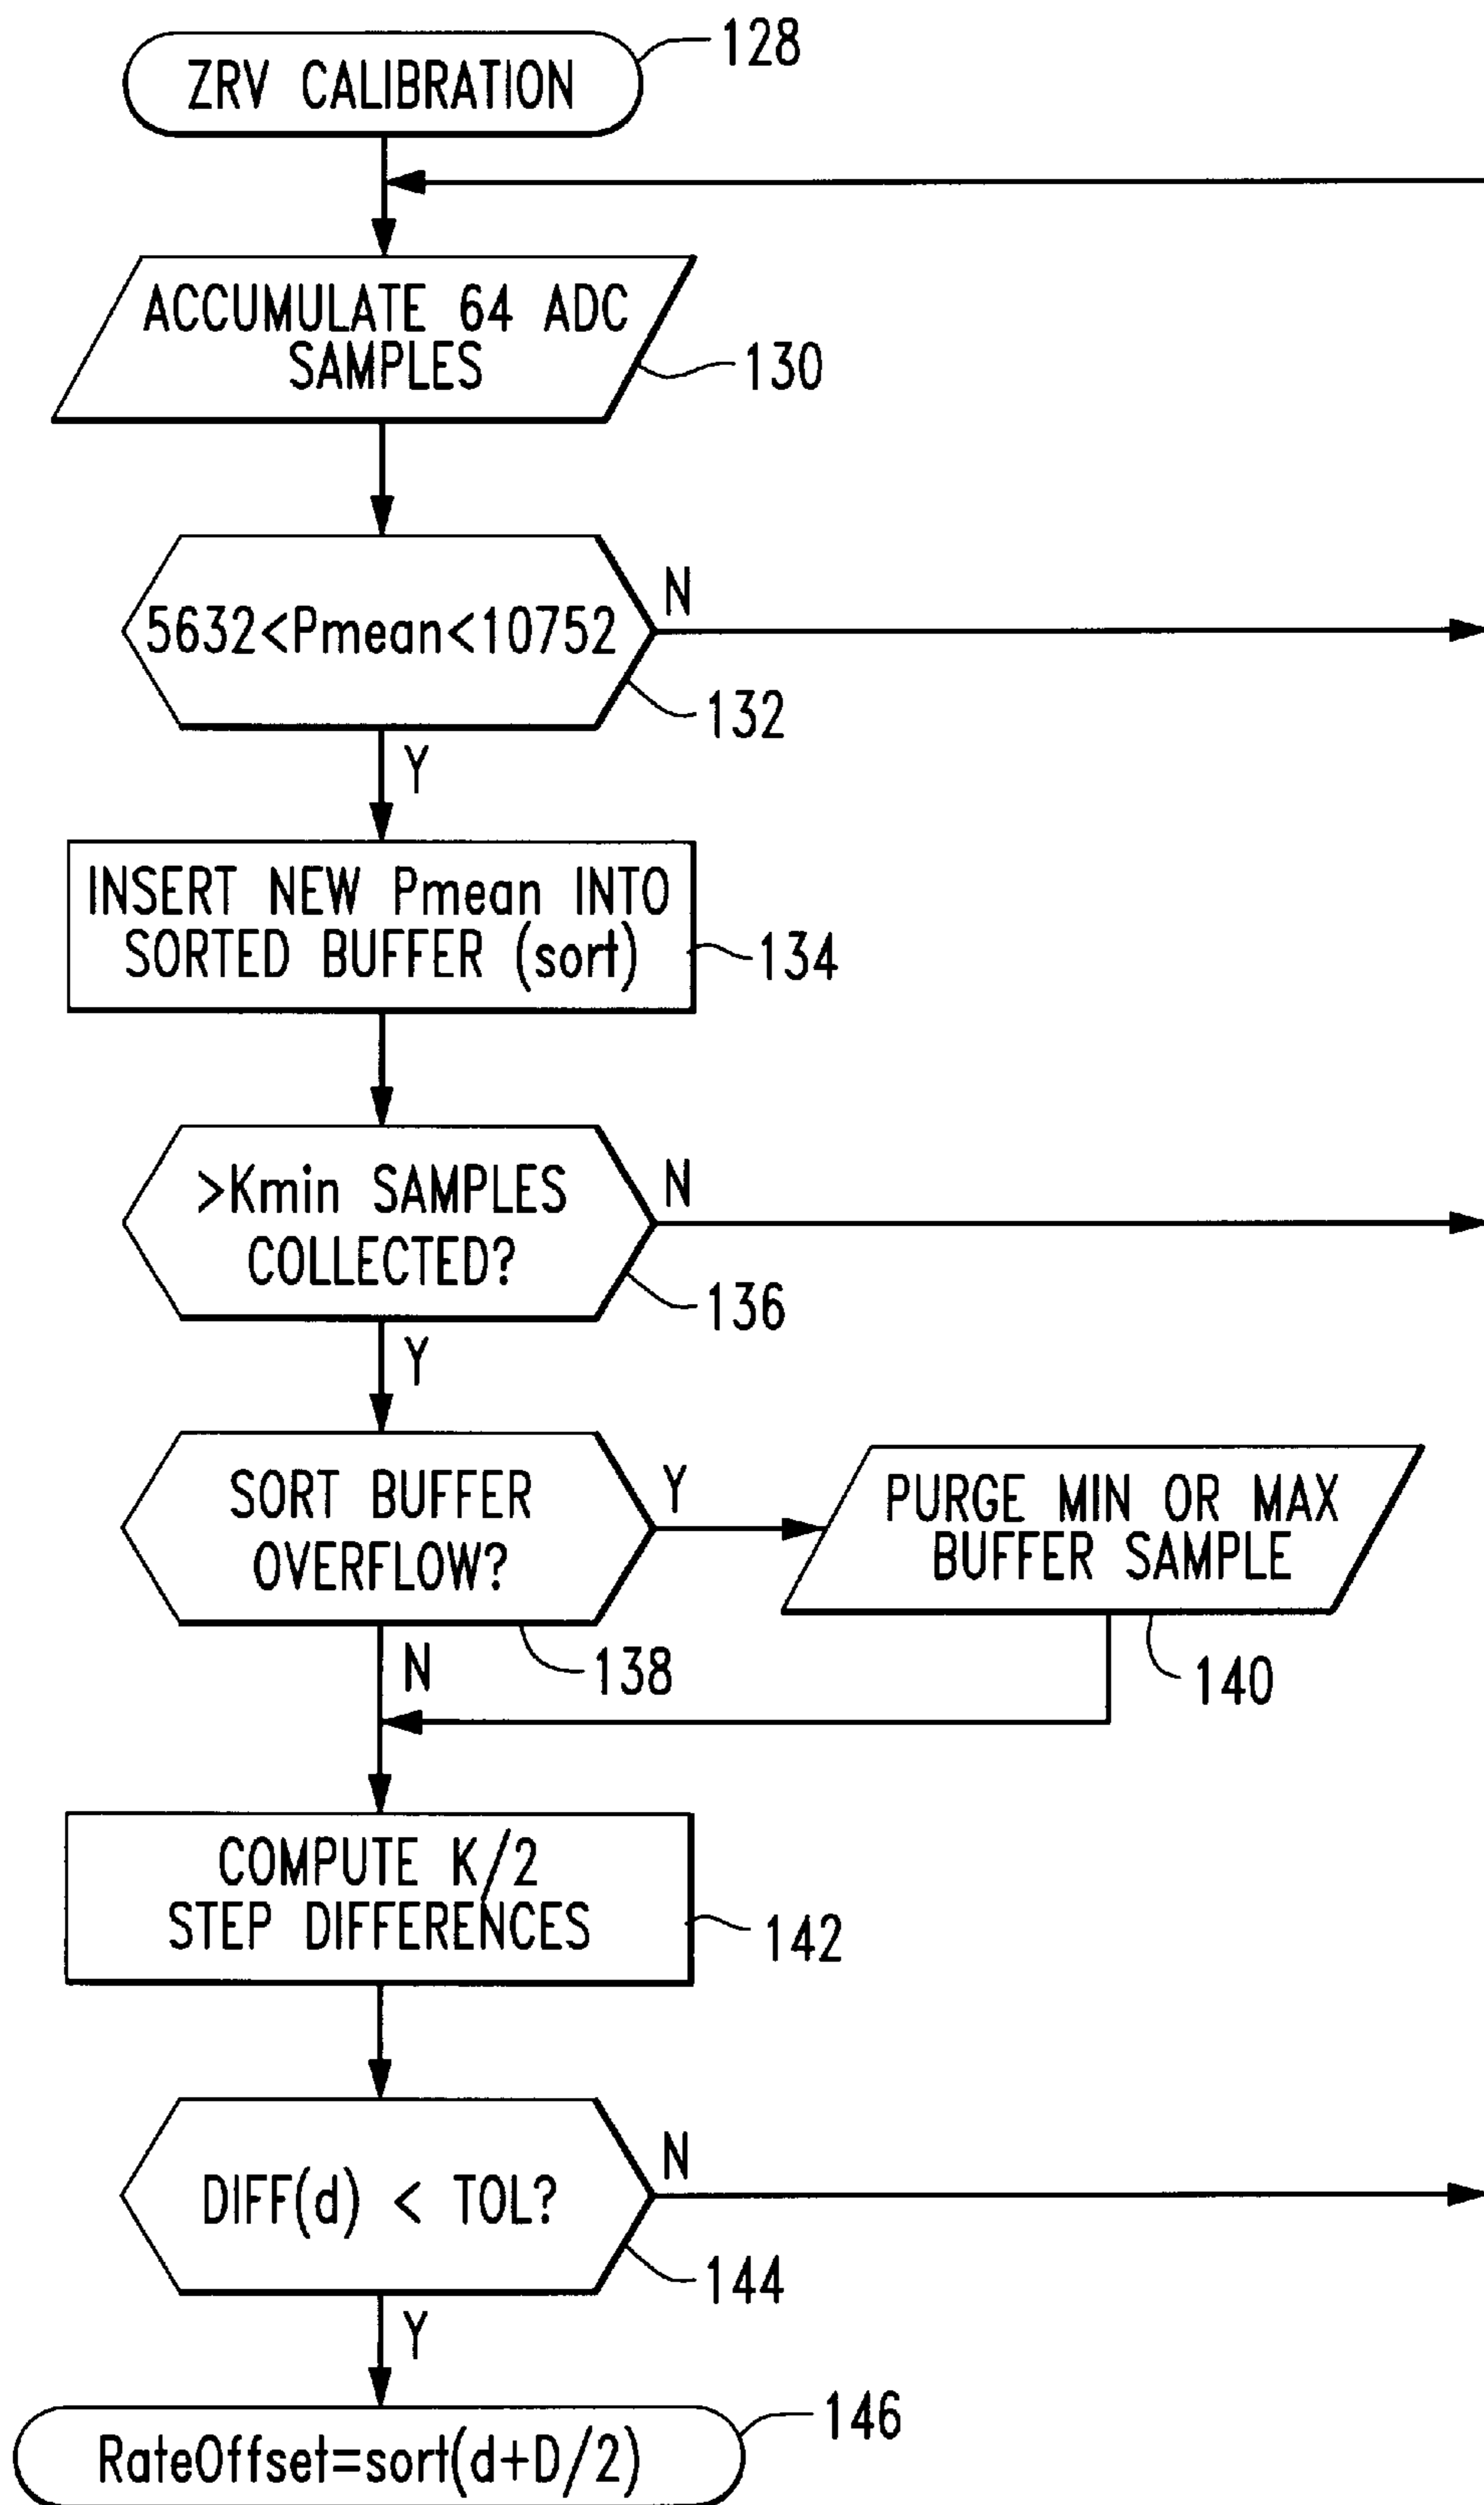 ZRV CALIBRATION
128
ACCUMULATE 64 ADC
SAMPLES
130
5632<Pmean<10752
N
132
Y
INSERT NEW Pmean INTO
SORTED BUFFER (sort)
134
>Kmin SAMPLES
COLLECTED?
N
136
Y
SORT BUFFER
OVERFLOW?
Y
PURGE MIN OR MAX
BUFFER SAMPLE
N
138
140
COMPUTE K/2
STEP DIFFERENCES
142
DIFF(d) < TOL?
N
144
Y
RateOffset=sort(d+D/2)
146